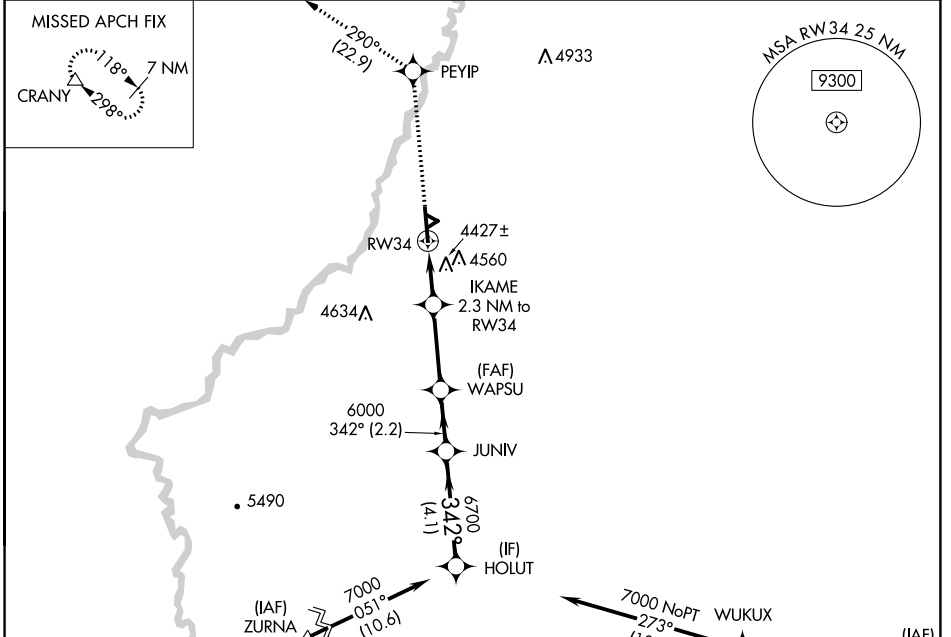 MISSED APCH FIX
118°
7 NM
CRANY
298°
290°
(22.9)
PEYIP
4933
MSA RW34 25 NM
9300
RW34
4427±
4560
IKAME
2.3 NM to
RW34
4634
(FAF)
WAPSU
6000
342° (2.2)
JUNIV
5490
6700
342°
(4.1)
(IF)
HOLUT
7000
051°
(10.6)
(IAF)
ZURNA
7000 NoPT
273°
WUKUX
(IAF)